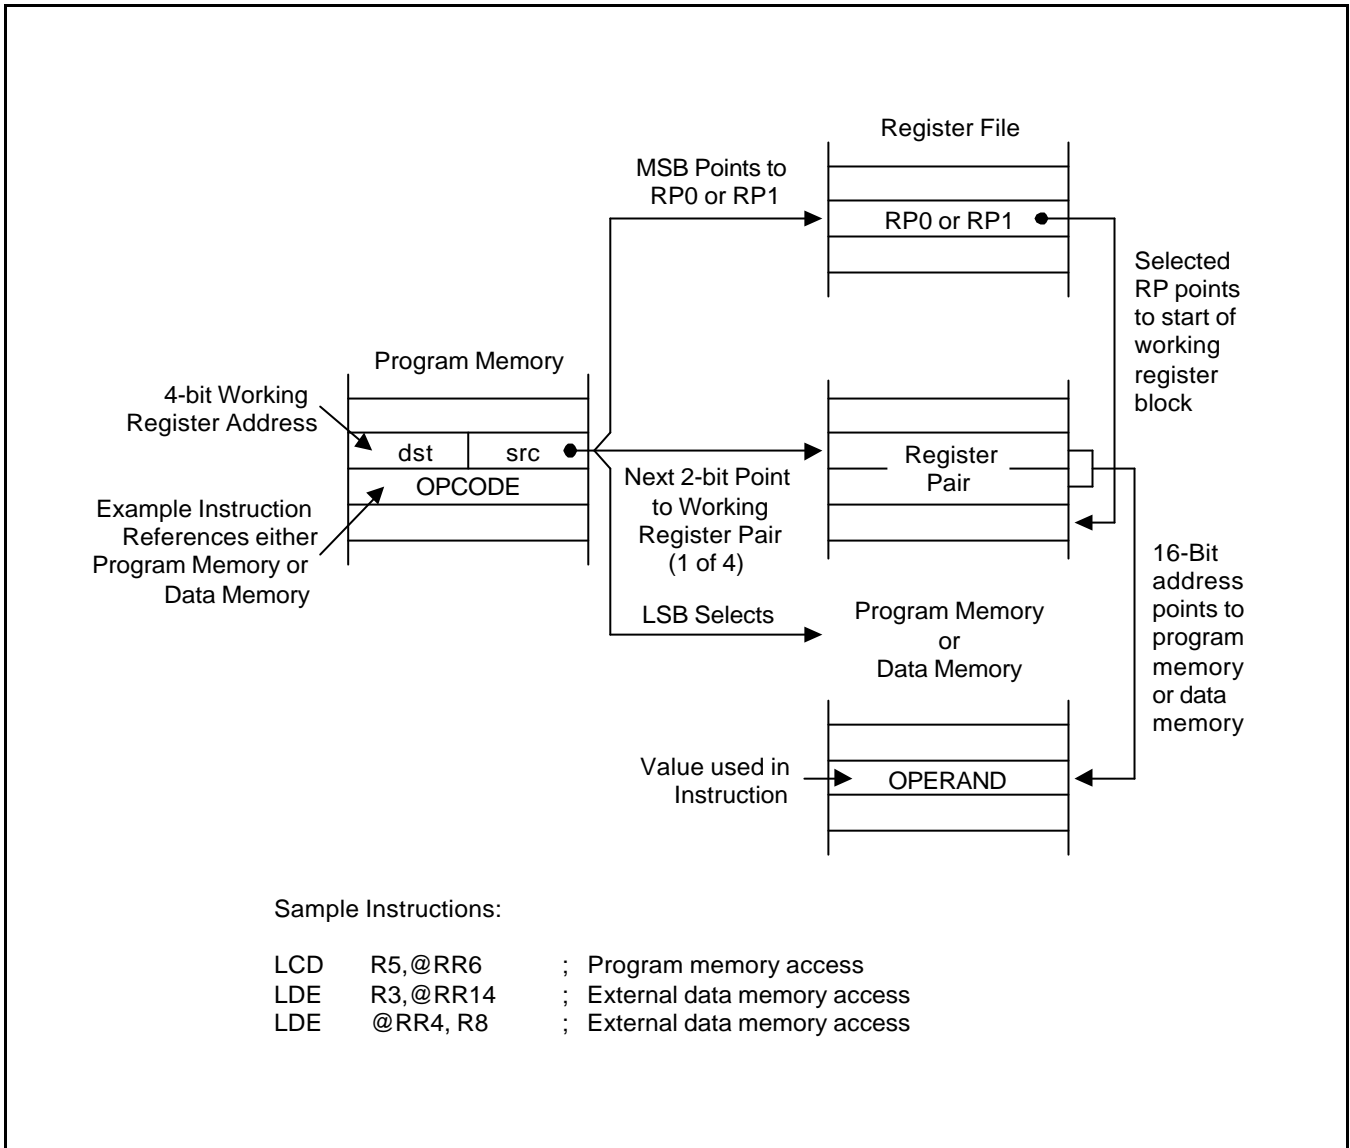 Register File
MSB Points to
RP0 or RP1
RP0 or RP1
Selected
RP points
to start of
working
register
block
Program Memory
4-bit Working
Register Address
dst src
OPCODE
Example Instruction
References either
Program Memory or
Data Memory
Next 2-bit Point
to Working
Register Pair
(1 of 4)
Register
Pair
LSB Selects
Program Memory
or
Data Memory
16-Bit
address
points to
program
memory
or data
memory
Value used in
Instruction
OPERAND
Sample Instructions:
LCD R5,@RR6 ; Program memory access
LDE R3,@RR14 ; External data memory access
LDE @RR4, R8 ; External data memory access